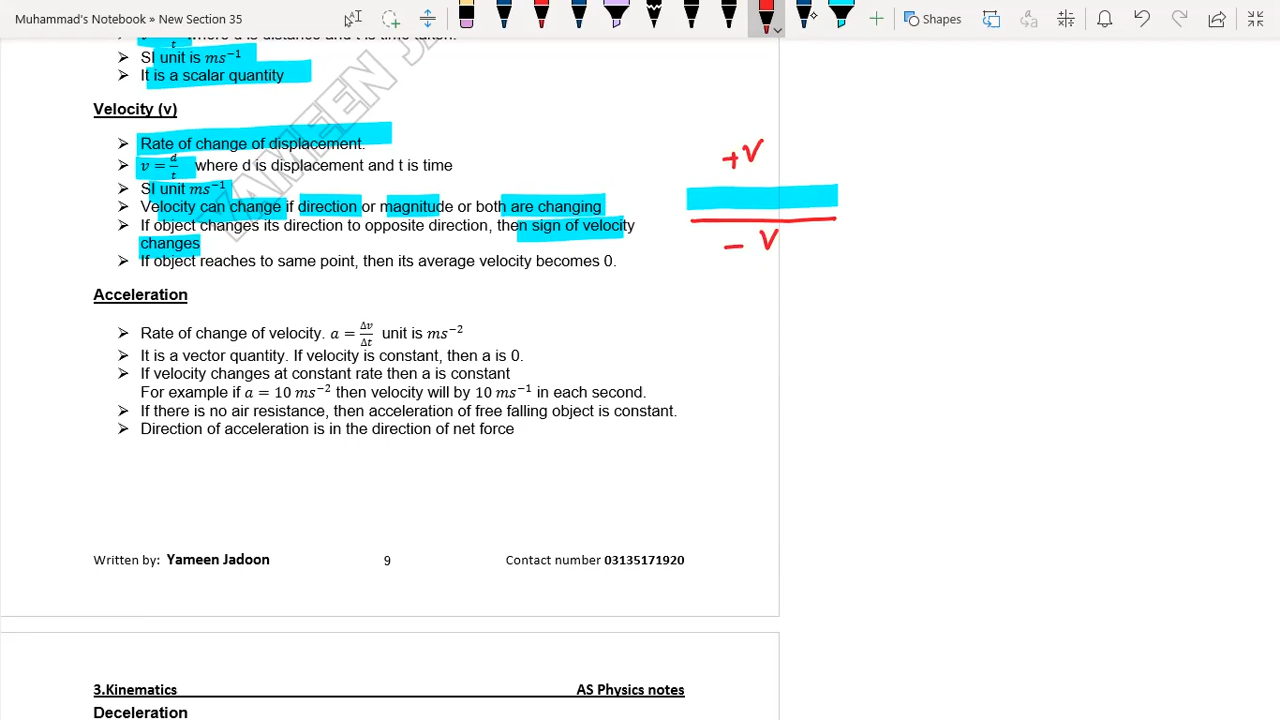 Muhammad's Notebook » New Section 35
Shapes
where d is distance and t is time taken.
➢ SI unit is ms⁻¹
➢ It is a scalar quantity
Velocity (v)
➢ Rate of change of displacement.
➢ v = d/t where d is displacement and t is time
➢ SI unit ms⁻¹
➢ Velocity can change if direction or magnitude or both are changing
➢ If object changes its direction to opposite direction, then sign of velocity
changes
➢ If object reaches to same point, then its average velocity becomes 0.
+V
– V
Acceleration
➢ Rate of change of velocity. a = Δv/Δt unit is ms⁻²
➢ It is a vector quantity. If velocity is constant, then a is 0.
➢ If velocity changes at constant rate then a is constant
For example if a = 10 ms⁻² then velocity will by 10 ms⁻¹ in each second.
➢ If there is no air resistance, then acceleration of free falling object is constant.
➢ Direction of acceleration is in the direction of net force
Written by: Yameen Jadoon 9 Contact number 03135171920
3.Kinematics AS Physics notes
Deceleration